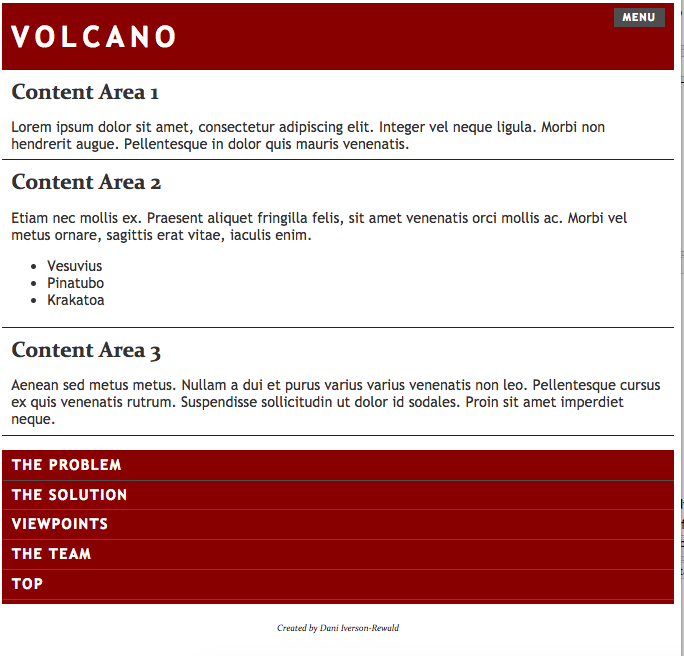 VOLCANO
MENU
Content Area 1
Lorem ipsum dolor sit amet, consectetur adipiscing elit. Integer vel neque ligula. Morbi non
hendrerit augue. Pellentesque in dolor quis mauris venenatis.
Content Area 2
Etiam nec mollis ex. Praesent aliquet fringilla felis, sit amet venenatis orci mollis ac. Morbi vel
metus ornare, sagittis erat vitae, iaculis enim.
• Vesuvius
• Pinatubo
• Krakatoa
Content Area 3
Aenean sed metus metus. Nullam a dui et purus varius varius venenatis non leo. Pellentesque cursus
ex quis venenatis rutrum. Suspendisse sollicitudin ut dolor id sodales. Proin sit amet imperdiet
neque.
THE PROBLEM
THE SOLUTION
VIEWPOINTS
THE TEAM
TOP
Created by Dani Iverson-Rewald